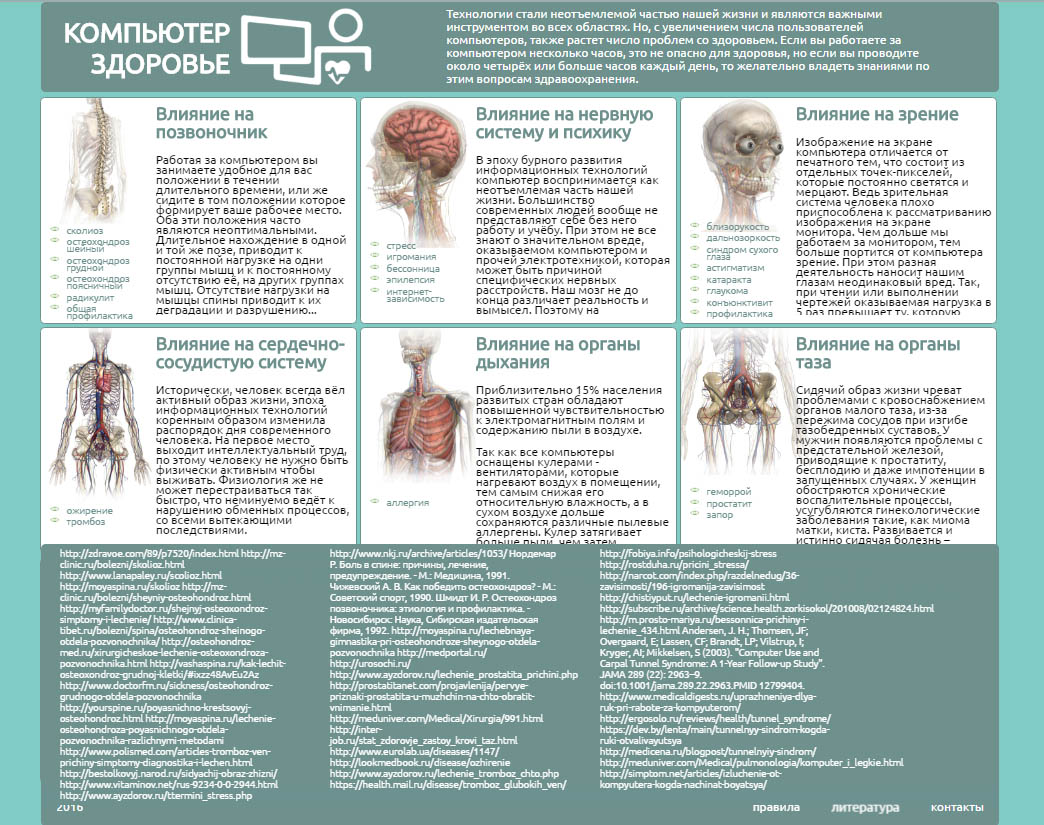 КОМПЬЮТЕР
ЗДОРОВЬЕ
Технологии стали неотъемлемой частью нашей жизни и являются важными
инструментом во всех областях. Но, с увеличением числа пользователей
компьютеров, также растет число проблем со здоровьем. Если вы работаете за
компьютером несколько часов, это не опасно для здоровья, но если вы проводите
около четырёх или больше часов каждый день, то желательно владеть знаниями по
этим вопросам здравоохранения.
Влияние на
позвоночник
Работая за компьютером вы
занимаете удобное для вас
положении в течении
длительного времени, или же
сидите в том положении которое
формирует ваше рабочее место.
Оба эти положения часто
являются неоптимальными.
Длительное нахождение в одной
и той же позе, приводит к
постоянной нагрузке на одни
группы мышц и к постоянному
отсутствию её, на других группах
мышц. Отсутствие нагрузки на
мышцы спины приводит к их
деградации и разрушению...
сколиоз
остеохондроз
шейный
остеохондроз
грудной
остеохондроз
поясничный
радикулит
общая
профилактика
Влияние на нервную
систему и психику
В эпоху бурного развития
информационных технологий
компьютер воспринимается как
неотъемлемая часть нашей
жизни. Большинство
современных людей вообще не
представляют себе без него
работу и учёбу. При этом не все
знают о значительном вреде,
оказываемом компьютером и
прочей электротехникой, которая
может быть причиной
специфических нервных
расстройств. Наш мозг не до
конца различает реальность и
вымысел. Поэтому на
стресс
игромания
бессонница
эпилепсия
интернет-
зависимость
Влияние на зрение
Изображение на экране
компьютера отличается от
печатного тем, что состоит из
отдельных точек-пикселей,
которые постоянно светятся и
мерцают. Ведь зрительная
система человека плохо
приспособлена к рассматриванию
изображения на экране
монитора. Чем дольше мы
работаем за монитором, тем
больше портится от компьютера
зрение. При этом разная
деятельность наносит нашим
глазам неодинаковый вред. Так,
при чтении или выполнении
чертежей оказываемая нагрузка в
5 раз превышает ту, которую
близорукость
дальнозоркость
синдром сухого
глаза
астигматизм
катаракта
глаукома
конъюнктивит
профилактика
Влияние на сердечно-
сосудистую систему
Исторически, человек всегда вёл
активный образ жизни, эпоха
информационных технологий
коренным образом изменила
распорядок дня современного
человека. На первое место
выходит интеллектуальный труд,
по этому человеку не нужно быть
физически активным чтобы
выживать. Физиология же не
может перестраиваться так
быстро, что неминуемо ведёт к
нарушению обменных процессов,
со всеми вытекающими
последствиями.
ожирение
тромбоз
Влияние на органы
дыхания
Приблизительно 15% населения
развитых стран обладают
повышенной чувствительностью
к электромагнитным полям и
содержанию пыли в воздухе.
Так как все компьютеры
оснащены кулерами -
вентиляторами, которые
нагревают воздух в помещении,
тем самым снижая его
относительную влажность, а в
сухом воздухе дольше
сохраняются различные пылевые
аллергены. Кулер затягивает
больше пыли, чем затем
аллергия
Влияние на органы
таза
Сидячий образ жизни чреват
проблемами с кровоснабжением
органов малого таза, из-за
пережима сосудов при изгибе
тазобедренных суставов. У
мужчин появляются проблемы с
предстательной железой,
приводящие к простатиту,
бесплодию и даже импотенции в
запущенных случаях. У женщин
обостряются хронические
воспалительные процессы,
усугубляются гинекологические
заболевания такие, как миома
матки, киста. Развивается и
истинно сидячая болезнь –
геморрой
простатит
запор
http://zdravoe.com/89/p7520/index.html http://mz-
clinic.ru/bolezni/skolioz.html
http://www.lanapaley.ru/scolioz.html
http://moyaspina.ru/skolioz http://mz-
clinic.ru/bolezni/sheyniy-osteohondroz.html
http://myfamilydoctor.ru/shejnyj-osteoxondroz-
simptomy-i-lechenie/ http://www.clinica-
tibet.ru/bolezni/spina/osteohondroz-sheinogo-
otdela-pozvonochnika/ http://osteohondroz-
med.ru/xirurgicheskoe-lechenie-osteoxondroza-
pozvonochnika.html http://vashaspina.ru/kak-lechit-
osteoxondroz-grudnoj-kletki/#ixzz48AvEu2Az
http://www.doctorfm.ru/sickness/osteohondroz-
grudnogo-otdela-pozvonochnika
http://yourspine.ru/poyasnichno-krestsovyj-
osteohondroz.html http://moyaspina.ru/lechenie-
osteohondroza-poyasnichnogo-otdela-
pozvonochnika-razlichnymi-metodami
http://www.polismed.com/articles-tromboz-ven-
prichiny-simptomy-diagnostika-i-lechen.html
http://bestolkovyj.narod.ru/sidyachij-obraz-zhizni/
http://www.vitaminov.net/rus-9234-0-0-2944.html
http://www.ayzdorov.ru/ttermini_stress.php
http://www.nkj.ru/archive/articles/1053/ Нордемар
Р. Боль в спине: причины, лечение,
предупреждение. - М.: Медицина, 1991.
Чижевский А. В. Как победить остеохондроз? - М.:
Советский спорт, 1990. Шмидт И. Р. Остеохондроз
позвоночника: этиология и профилактика. -
Новосибирск: Наука, Сибирская издательская
фирма, 1992. http://moyaspina.ru/lechebnaya-
gimnastika-pri-osteohondroze-sheynogo-otdela-
pozvonochnika http://medportal.ru/
http://urosochi.ru/
http://www.ayzdorov.ru/lechenie_prostatita_prichini.php
http://prostatitanet.com/projavlenija/pervye-
priznaki-prostatita-u-muzhchin-na-chto-obratit-
vnimanie.html
http://meduniver.com/Medical/Xirurgia/991.html
http://inter-
job.ru/stat_zdorovje_zastoy_krovi_taz.html
http://www.eurolab.ua/diseases/1147/
http://lookmedbook.ru/disease/ozhirenie
http://www.ayzdorov.ru/lechenie_tromboz_chto.php
https://health.mail.ru/disease/tromboz_glubokih_ven/
http://fobiya.info/psihologicheskij-stress
http://rostduha.ru/pricini_stressa/
http://narcot.com/index.php/razdelnedug/36-
zavisimosti/196-igromanija-zavisimost
http://chistiyput.ru/lechenie-igromanii.html
http://subscribe.ru/archive/science.health.zorkisokol/201008/02124824.html
http://m.prosto-mariya.ru/bessonnica-prichiny-i-
lechenie_434.html Andersen, J. H.; Thomsen, JF;
Overgaard, E; Lassen, CF; Brandt, LP; Vilstrup, I;
Kryger, AI; Mikkelsen, S (2003). "Computer Use and
Carpal Tunnel Syndrome: A 1-Year Follow-up Study".
JAMA 289 (22): 2963–9.
doi:10.1001/jama.289.22.2963.PMID 12799404.
http://www.medicaldigests.ru/uprazhneniya-dlya-
ruk-pri-rabote-za-kompyuterom/
http://ergosolo.ru/reviews/health/tunnel_syndrome/
https://dev.by/lenta/main/tunnelnyy-sindrom-kogda-
ruki-otvalivayutsya
http://medicena.ru/blogpost/tunnelnyiy-sindrom/
http://meduniver.com/Medical/pulmonologia/komputer_i_legkie.html
http://simptom.net/articles/izluchenie-ot-
kompyutera-kogda-nachinat-boyatsya/
2016
правила
литература
контакты